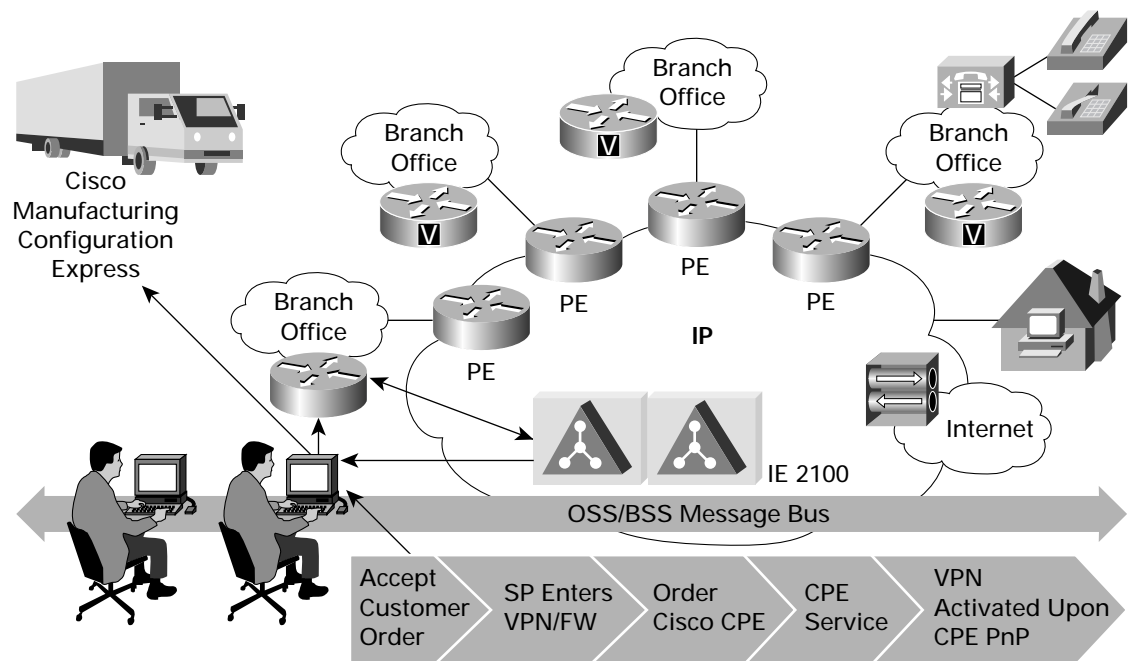 Branch
Office
V
Branch
Office
V
Branch
Office
V
Cisco
Manufacturing
Configuration
Express
PE
PE
PE
PE
IP
Branch
Office
Internet
IE 2100
OSS/BSS Message Bus
Accept
Customer
Order
SP Enters
VPN/FW
Order
Cisco CPE
CPE
Service
VPN
Activated Upon
CPE PnP